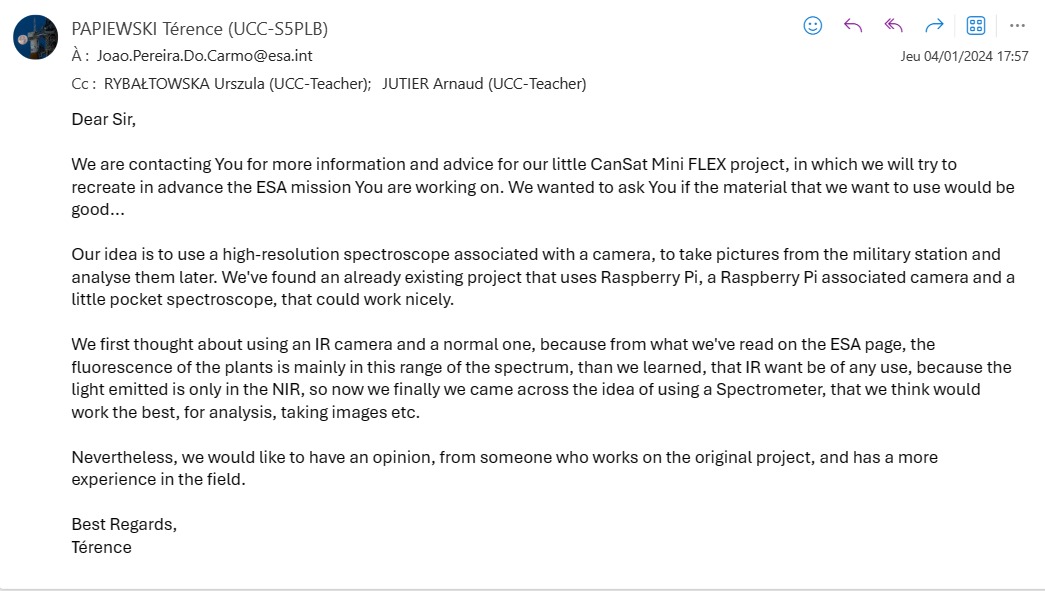 PAPIEWSKI Térence (UCC-S5PLB)
À : Joao.Pereira.Do.Carmo@esa.int
Jeu 04/01/2024 17:57
Cc : RYBAŁTOWSKA Urszula (UCC-Teacher); JUTIER Arnaud (UCC-Teacher)
Dear Sir,
We are contacting You for more information and advice for our little CanSat Mini FLEX project, in which we will try to
recreate in advance the ESA mission You are working on. We wanted to ask You if the material that we want to use would be
good...
Our idea is to use a high-resolution spectroscope associated with a camera, to take pictures from the military station and
analyse them later. We've found an already existing project that uses Raspberry Pi, a Raspberry Pi associated camera and a
little pocket spectroscope, that could work nicely.
We first thought about using an IR camera and a normal one, because from what we've read on the ESA page, the
fluorescence of the plants is mainly in this range of the spectrum, than we learned, that IR want be of any use, because the
light emitted is only in the NIR, so now we finally we came across the idea of using a Spectrometer, that we think would
work the best, for analysis, taking images etc.
Nevertheless, we would like to have an opinion, from someone who works on the original project, and has a more
experience in the field.
Best Regards,
Térence